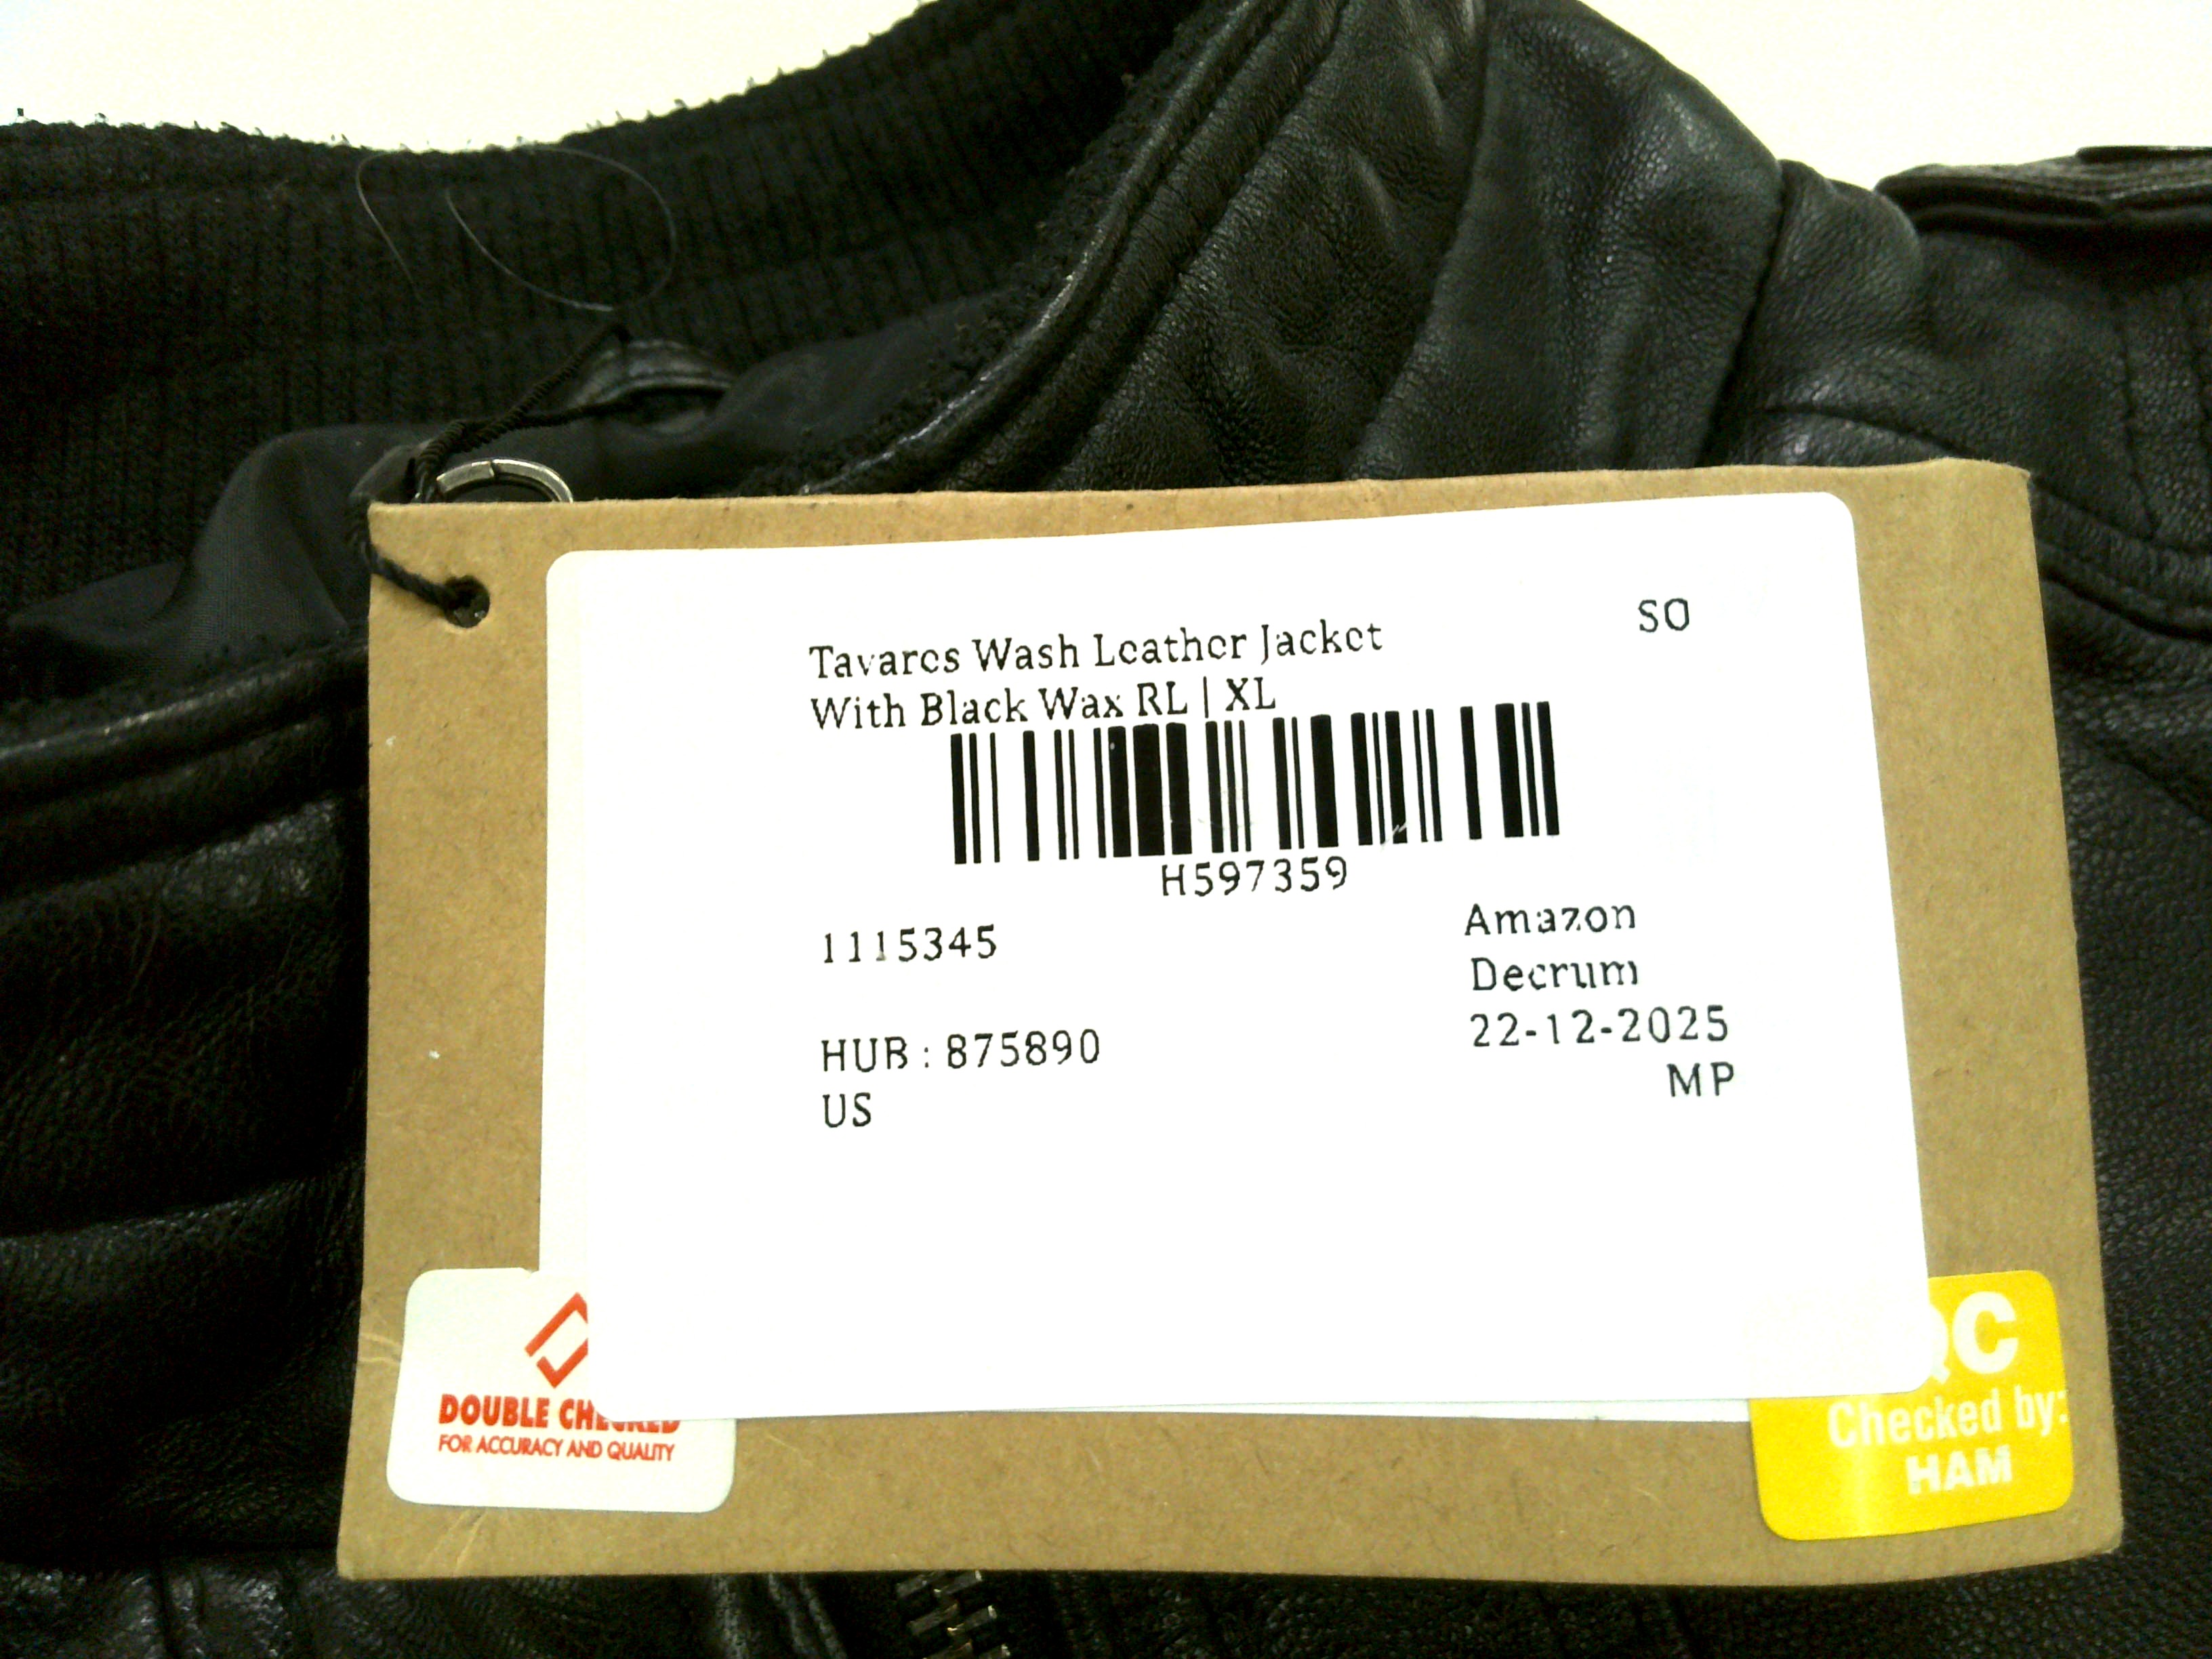 Tavares Wash Leather Jacket
With Black Wax RL | XL
SO
H597359
1115345
HUB : 875890
US
Amazon
Decrum
22-12-2025
MP
DOUBLE CHECKED
FOR ACCURACY AND QUALITY
QC
Checked by:
HAM